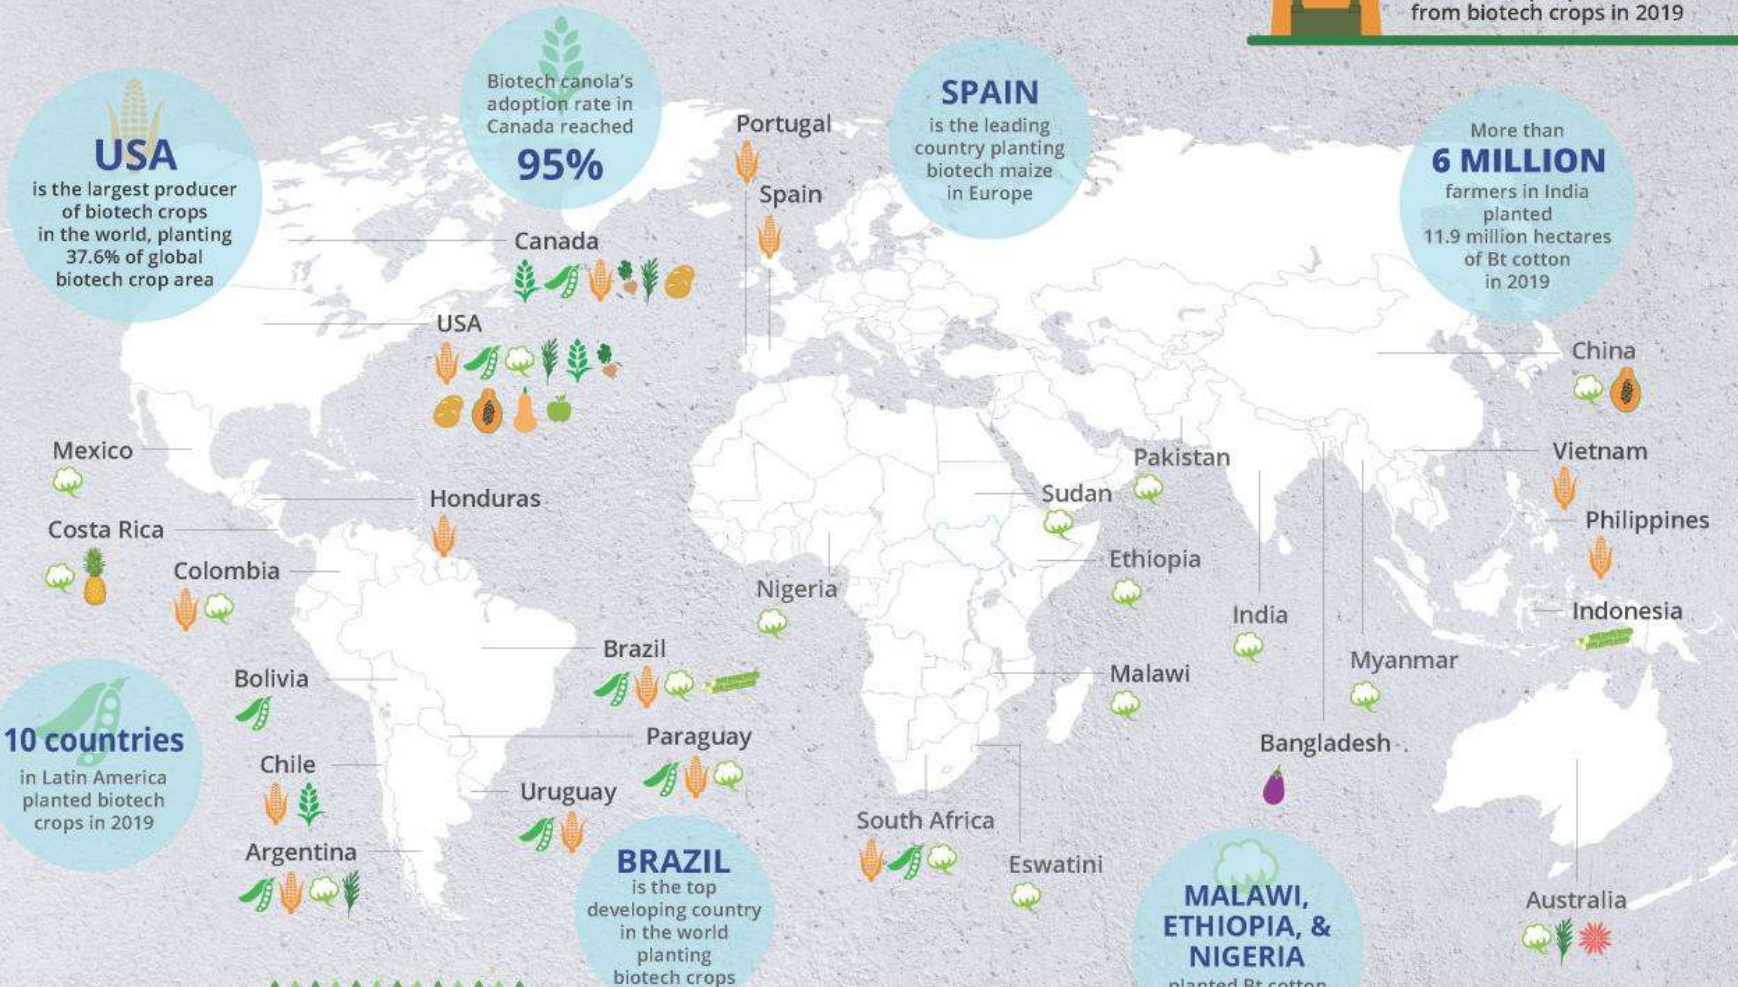 from biotech crops in 2019
USA
is the largest producer
of biotech crops
in the world, planting
37.6% of global
biotech crop area
Biotech canola's
adoption rate in
Canada reached
95%
SPAIN
is the leading
country planting
biotech maize
in Europe
More than
6 MILLION
farmers in India
planted
11.9 million hectares
of Bt cotton
in 2019
Portugal
Spain
Canada
USA
China
Mexico
Honduras
Costa Rica
Colombia
Pakistan
Sudan
Ethiopia
Nigeria
Vietnam
Philippines
India
Indonesia
Myanmar
Malawi
Bangladesh
Brazil
Bolivia
Paraguay
Chile
Uruguay
Argentina
South Africa
Eswatini
Australia
10 countries
in Latin America
planted biotech
crops in 2019
BRAZIL
is the top
developing country
in the world
planting
biotech crops
MALAWI,
ETHIOPIA, &
NIGERIA
planted Bt cotton